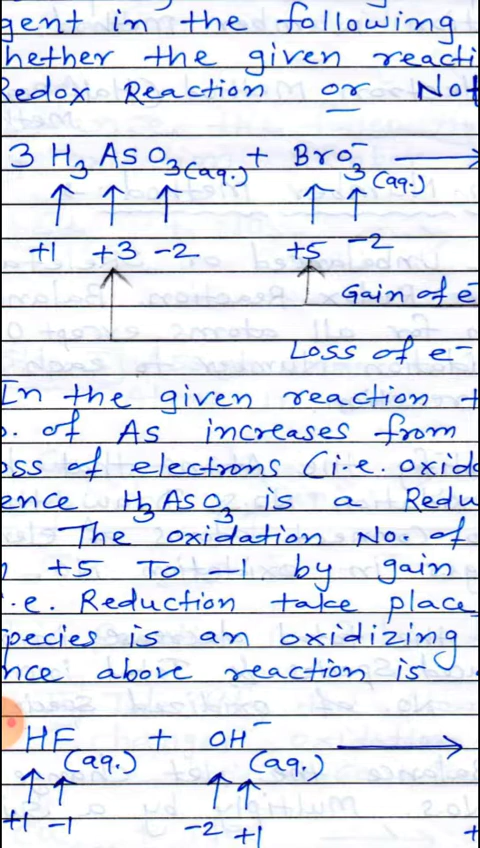 gent in the following
hether the given reacti
Redox Reaction or Not
3 H₃AsO₃(aq.) + BrO₃⁻(aq.) ⟶
↑ ↑ ↑ ↑ ↑
+1 +3 -2 +5 -2
Gain of e⁻
Loss of e⁻
In the given reaction t
o. of As increases from
oss of electrons (i.e. oxid
ence H₃AsO₃ is a Redu
The oxidation No. of
+5 To -1 by gain
i.e. Reduction take place
pecies is an oxidizing
nce above reaction is
HF(aq.) + OH⁻(aq.) ⟶
↑ ↑ ↑ ↑
+1 -1 -2 +1 +